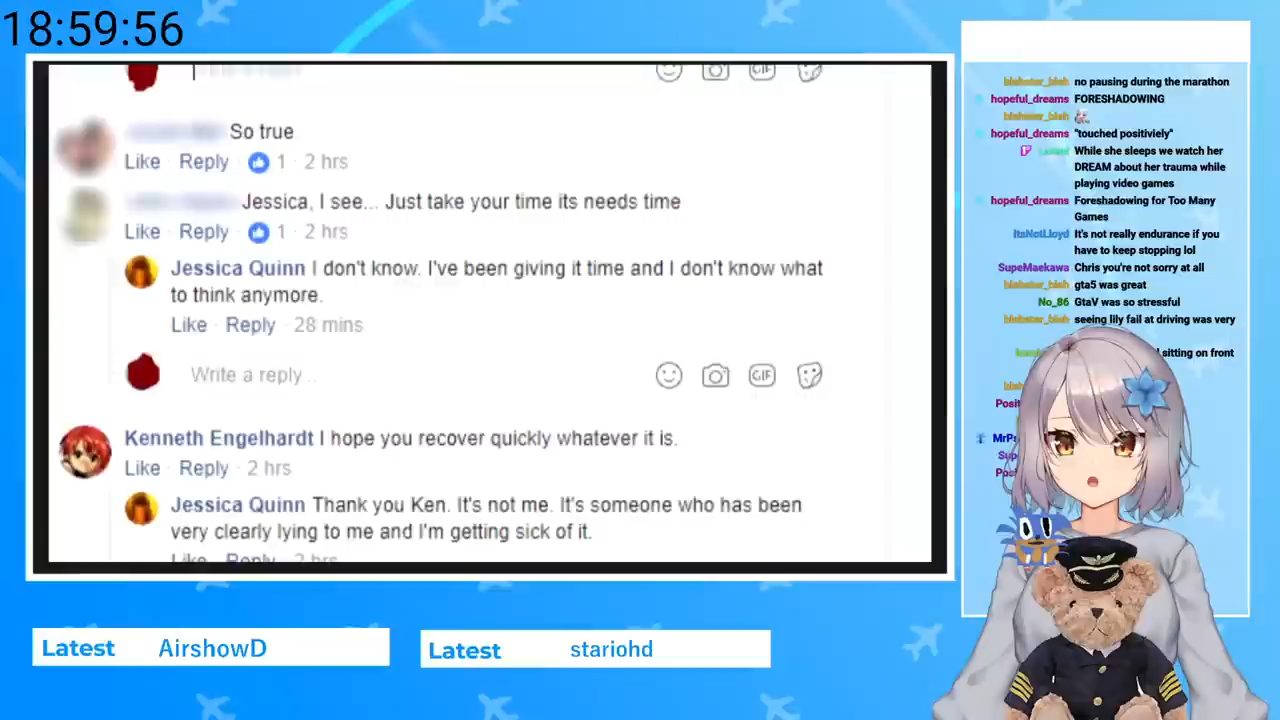 18:59:56
So true
Like Reply 1 2 hrs
Jessica, I see... Just take your time its needs time
Like Reply 1 2 hrs
Jessica Quinn I don't know. I've been giving it time and I don't know what
to think anymore.
Like Reply 28 mins
Write a reply...
GIF
Kenneth Engelhardt I hope you recover quickly whatever it is.
Like Reply 2 hrs
Jessica Quinn Thank you Ken. It's not me. It's someone who has been
very clearly lying to me and I'm getting sick of it.
Like Reply 2 hrs
no pausing during the marathon
hopeful_dreams FORESHADOWING
hopeful_dreams "touched positiviely"
While she sleeps we watch her
DREAM about her trauma while
playing video games
hopeful_dreams Foreshadowing for Too Many
Games
ItsNotLloyd It's not really endurance if you
have to keep stopping lol
SupeMaekawa Chris you're not sorry at all
gta5 was great
No_86 GtaV was so stressful
seeing lily fail at driving was very
sitting on front
Latest AirshowD
Latest stariohd